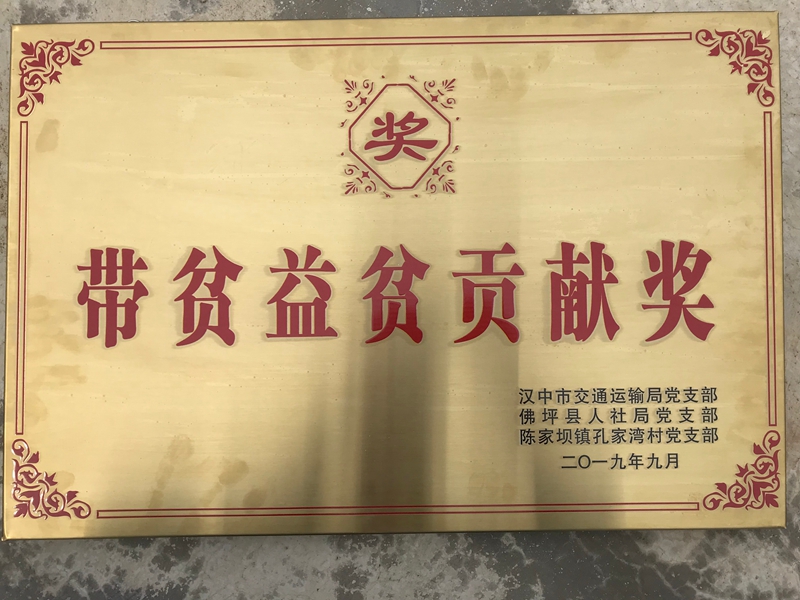 奖
带贫益贫贡献奖
汉中市交通运输局党支部
佛坪县人社局党支部
陈家坝镇孔家湾村党支部
二〇一九年九月